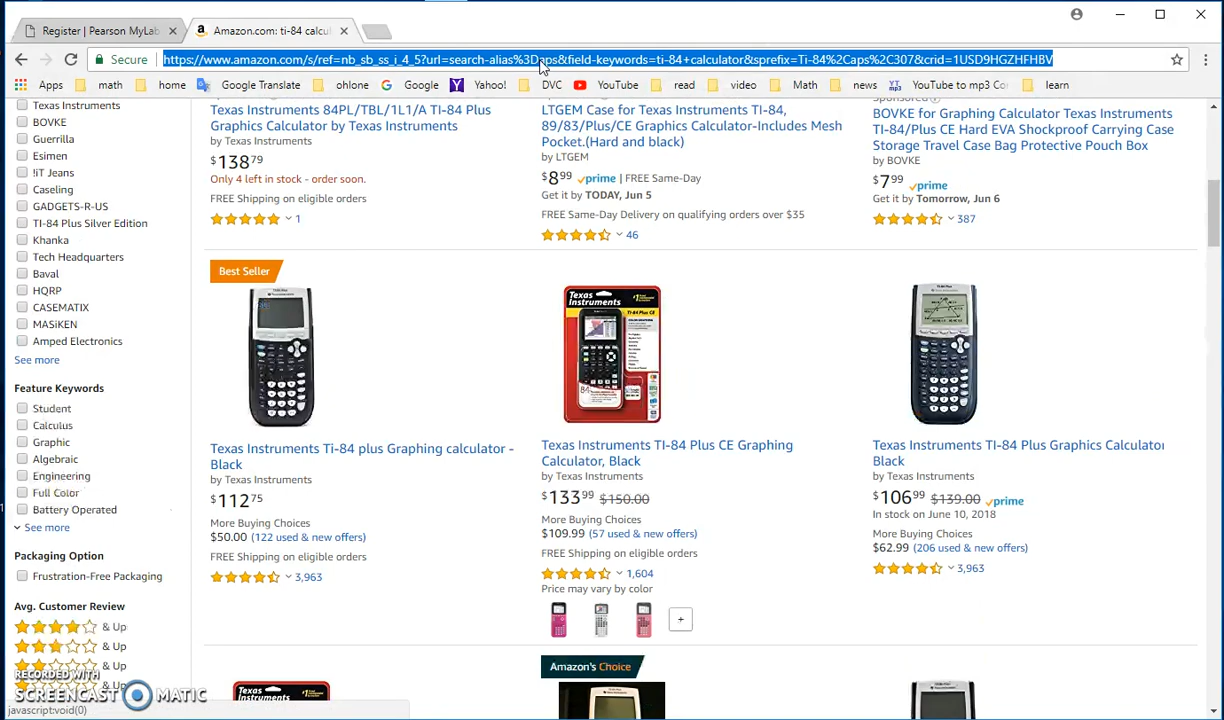 Register | Pearson MyLab
Amazon.com: ti-84 calcul
Secure
https://www.amazon.com/s/ref=nb_sb_ss_i_4_5?url=search-alias%3Daps&field-keywords=ti-84+calculator&sprefix=Ti-84%2Caps%2C307&crid=1USD9HGZHFHBV
Apps
math
home
Google Translate
ohlone
Google
Yahoo!
DVC
YouTube
read
video
Math
news
YouTube to mp3 Co
learn
Texas Instruments
BOVKE
Guerrilla
Esimen
!iT Jeans
Caseling
GADGETS-R-US
TI-84 Plus Silver Edition
Khanka
Tech Headquarters
Baval
HQRP
CASEMATIX
MASiKEN
Amped Electronics
See more
Feature Keywords
Student
Calculus
Graphic
Algebraic
Engineering
Full Color
Battery Operated
See more
Packaging Option
Frustration-Free Packaging
Avg. Customer Review
& Up
& Up
& Up
& Up
Texas Instruments 84PL/TBL/1L1/A TI-84 Plus
Graphics Calculator by Texas Instruments
by Texas Instruments
$138 79
Only 4 left in stock - order soon.
FREE Shipping on eligible orders
1
LTGEM Case for Texas Instruments TI-84,
89/83/Plus/CE Graphics Calculator-Includes Mesh
Pocket.(Hard and black)
by LTGEM
$8 99 prime | FREE Same-Day
Get it by TODAY, Jun 5
FREE Same-Day Delivery on qualifying orders over $35
46
Sponsored
BOVKE for Graphing Calculator Texas Instruments
TI-84/Plus CE Hard EVA Shockproof Carrying Case
Storage Travel Case Bag Protective Pouch Box
by BOVKE
$7 99 prime
Get it by Tomorrow, Jun 6
387
Best Seller
Texas Instruments Ti-84 plus Graphing calculator -
Black
by Texas Instruments
$112 75
More Buying Choices
$50.00 (122 used & new offers)
FREE Shipping on eligible orders
3,963
Texas
Instruments
TI-84 Plus CE
Texas Instruments TI-84 Plus CE Graphing
Calculator, Black
by Texas Instruments
$133 99 $150.00
More Buying Choices
$109.99 (57 used & new offers)
FREE Shipping on eligible orders
1,604
Price may vary by color
+
Texas Instruments TI-84 Plus Graphics Calculator
Black
by Texas Instruments
$106 99 $139.00 prime
In stock on June 10, 2018
More Buying Choices
$62.99 (206 used & new offers)
3,963
Amazon's Choice
Texas
Instruments
RECORDED WITH
SCREENCAST MATIC
javascript:void(0)